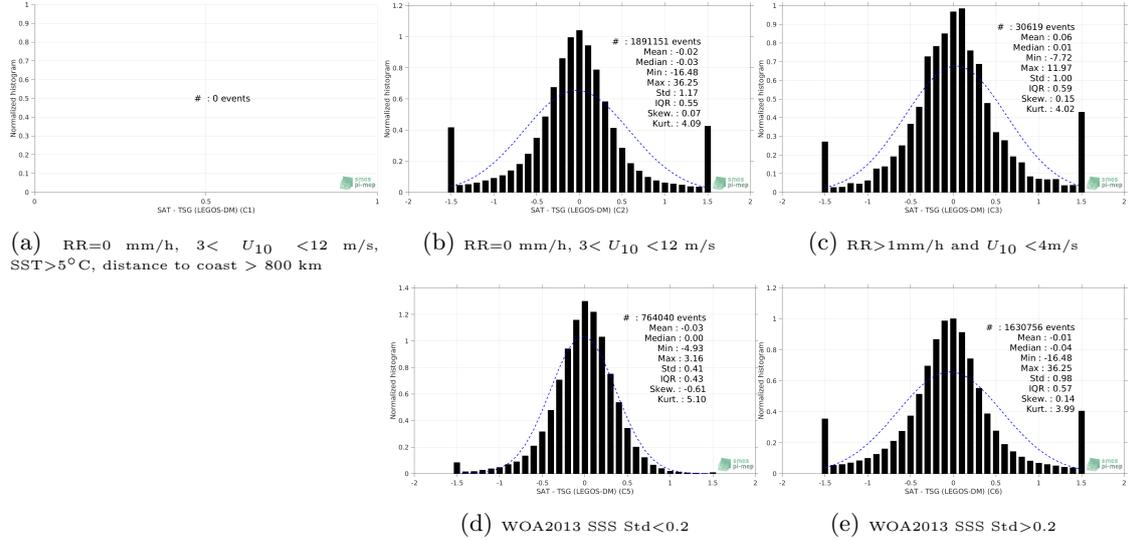 1
0.9
0.8
0.7
0.6
0.5
0.4
0.3
0.2
0.1
0
Normalized histogram
# : 0 events
smos
pi-mep
0 0.5 1
SAT - TSG (LEGOS-DM) (C1)
(a) RR=0 mm/h, 3< U10 <12 m/s,
SST>5°C, distance to coast > 800 km
1.2
1
0.8
0.6
0.4
0.2
0
Normalized histogram
# : 1891151 events
Mean : -0.02
Median : -0.03
Min : -16.48
Max : 36.25
Std : 1.17
IQR : 0.55
Skew. : 0.07
Kurt. : 4.09
smos
pi-mep
-2 -1.5 -1 -0.5 0 0.5 1 1.5 2
SAT - TSG (LEGOS-DM) (C2)
(b) RR=0 mm/h, 3< U10 <12 m/s
1
0.9
0.8
0.7
0.6
0.5
0.4
0.3
0.2
0.1
0
Normalized histogram
# : 30619 events
Mean : 0.06
Median : 0.01
Min : -7.72
Max : 11.97
Std : 1.00
IQR : 0.59
Skew. : 0.15
Kurt. : 4.02
smos
pi-mep
-2 -1.5 -1 -0.5 0 0.5 1 1.5 2
SAT - TSG (LEGOS-DM) (C3)
(c) RR>1mm/h and U10 <4m/s
1.4
1.2
1
0.8
0.6
0.4
0.2
0
Normalized histogram
# : 764040 events
Mean : -0.03
Median : 0.00
Min : -4.93
Max : 3.16
Std : 0.41
IQR : 0.43
Skew. : -0.61
Kurt. : 5.10
smos
pi-mep
-2 -1.5 -1 -0.5 0 0.5 1 1.5 2
SAT - TSG (LEGOS-DM) (C5)
(d) WOA2013 SSS Std<0.2
1.2
1
0.8
0.6
0.4
0.2
0
Normalized histogram
# : 1630756 events
Mean : -0.01
Median : -0.04
Min : -16.48
Max : 36.25
Std : 0.98
IQR : 0.57
Skew. : 0.14
Kurt. : 3.99
smos
pi-mep
-2 -1.5 -1 -0.5 0 0.5 1 1.5 2
SAT - TSG (LEGOS-DM) (C6)
(e) WOA2013 SSS Std>0.2